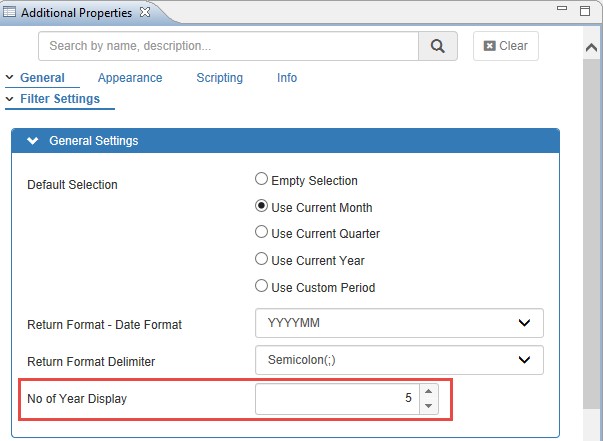 Additional Properties
Search by name, description...
Clear
General Appearance Scripting Info
Filter Settings
General Settings
Default Selection
Empty Selection
Use Current Month
Use Current Quarter
Use Current Year
Use Custom Period
Return Format - Date Format YYYYMM
Return Format Delimiter Semicolon(;)
No of Year Display 5